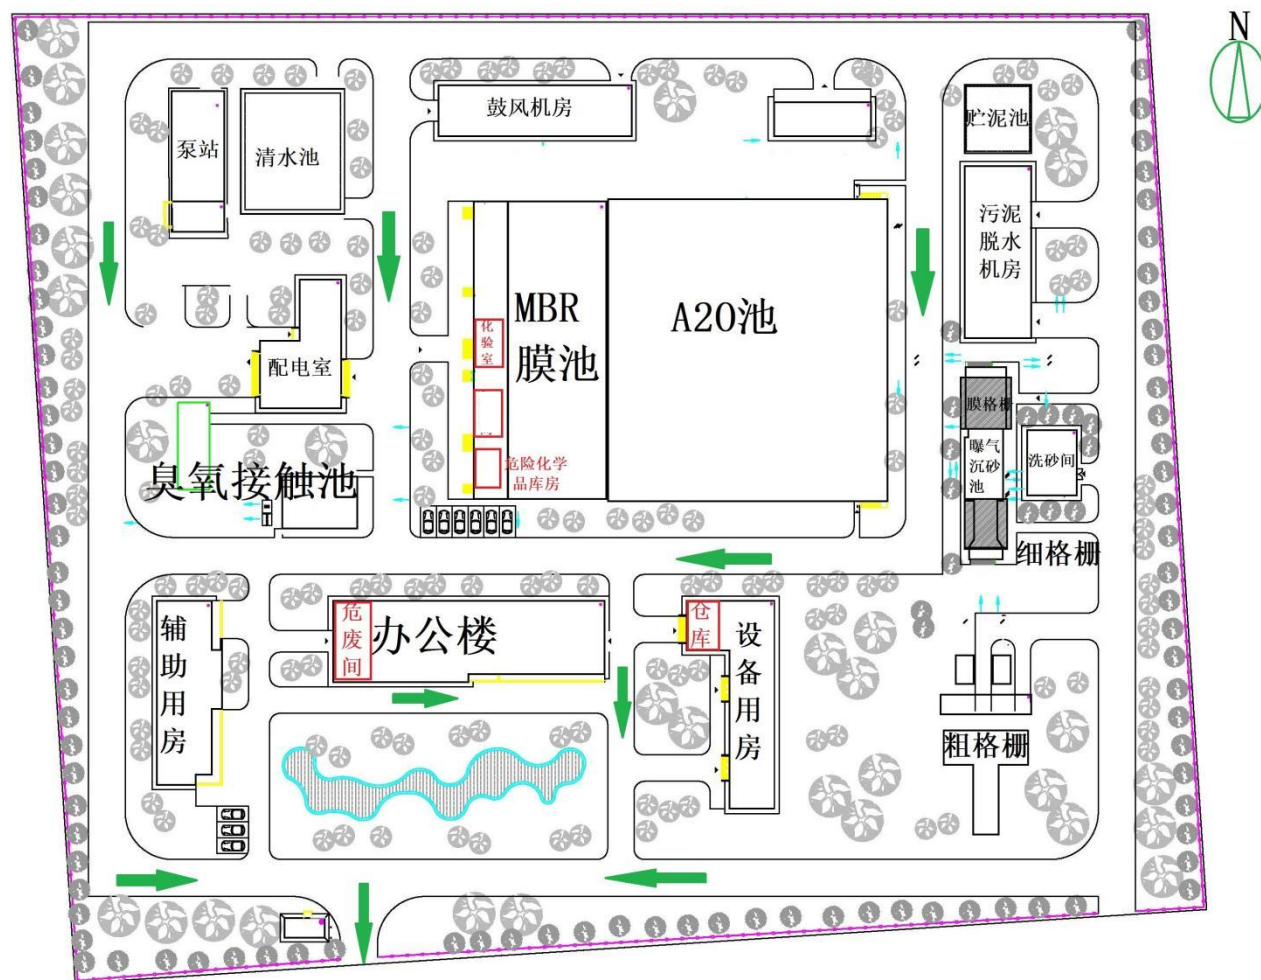 N
鼓风机房
贮泥池
泵站
清水池
污泥
脱水
机房
MBR
膜池
A2O池
化
验
室
配电室
膜格栅
曝气
沉砂
池
洗砂间
危险化学
品库房
臭氧接触池
细格栅
辅
助
用
房
危
废
间
办公楼
仓
库
设
备
用
房
粗格栅